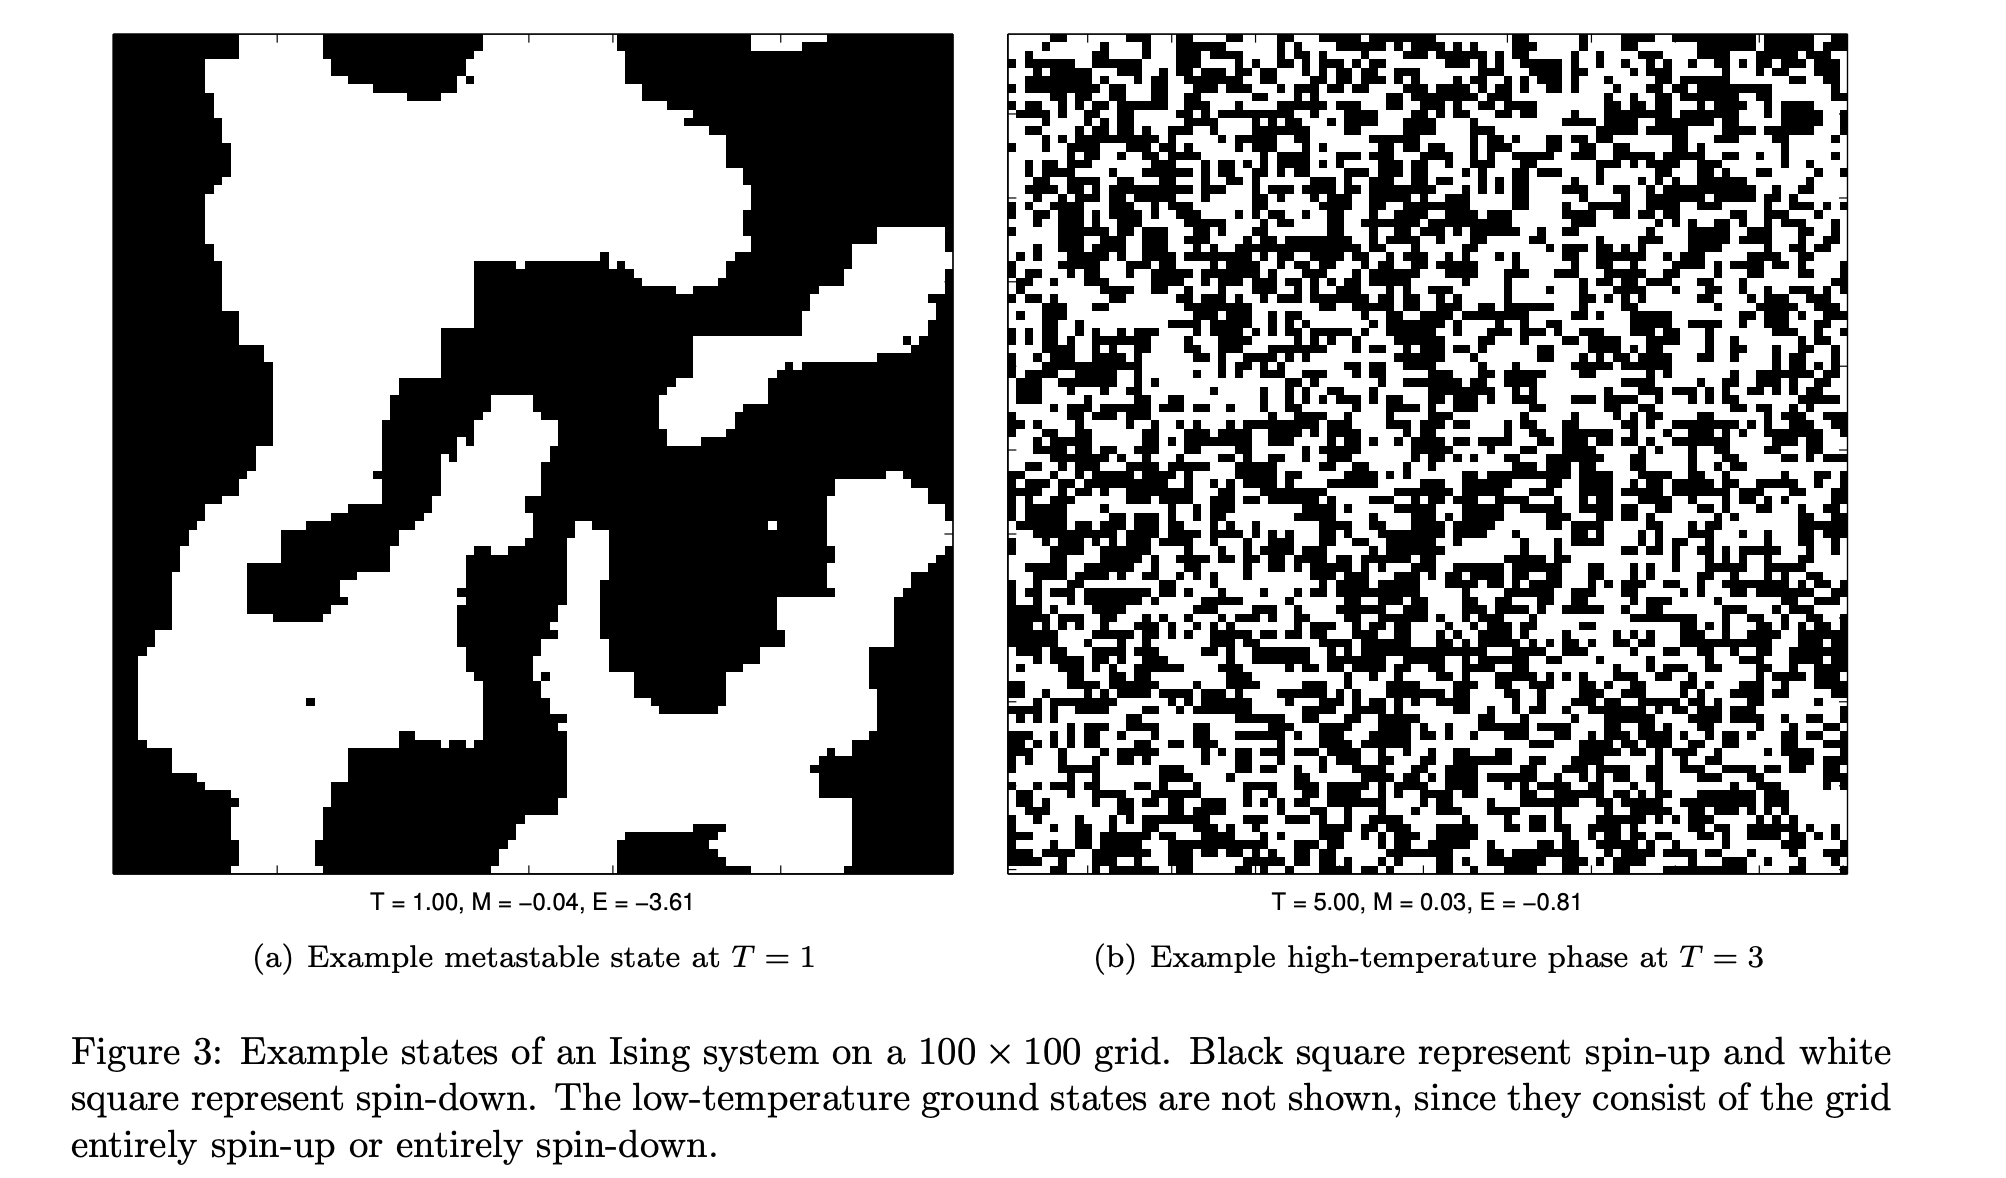 T = 1.00, M = −0.04, E = −3.61
T = 5.00, M = 0.03, E = −0.81
(a) Example metastable state at T = 1
(b) Example high-temperature phase at T = 3
Figure 3: Example states of an Ising system on a 100 × 100 grid. Black square represent spin-up and white
square represent spin-down. The low-temperature ground states are not shown, since they consist of the grid
entirely spin-up or entirely spin-down.